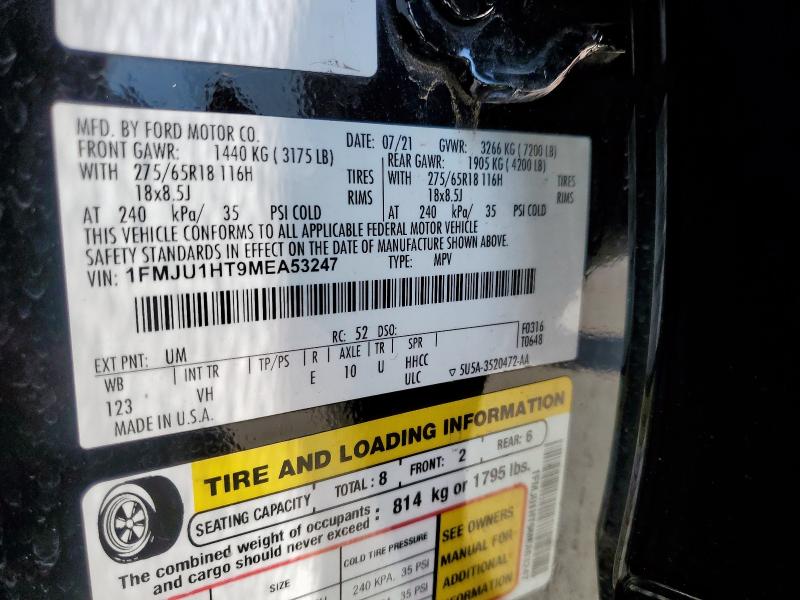 MFD. BY FORD MOTOR CO.
DATE: 07/21 GVWR: 3266 KG (7200 LB)
FRONT GAWR: 1440 KG (3175 LB) REAR GAWR: 1905 KG (4200 LB)
WITH 275/65R18 116H TIRES WITH 275/65R18 116H TIRES
18x8.5J RIMS 18x8.5J RIMS
AT 240 kPa/ 35 PSI COLD AT 240 kPa/ 35 PSI COLD
THIS VEHICLE CONFORMS TO ALL APPLICABLE FEDERAL MOTOR VEHICLE
SAFETY STANDARDS IN EFFECT ON THE DATE OF MANUFACTURE SHOWN ABOVE.
VIN: 1FMJU1HT9MEA53247 TYPE: MPV
F0316
T0648
EXT PNT: UM RC: 52 DSO:
WB INT TR TP/PS R AXLE TR SPR
123 VH E 10 U HHCC
ULC ▽ 5U5A-3520472-AA
MADE IN U.S.A.
TIRE AND LOADING INFORMATION
SEATING CAPACITY TOTAL: 8 FRONT: 2 REAR: 6
The combined weight of occupants
and cargo should never exceed : 814 kg or 1795 lbs.
SIZE COLD TIRE PRESSURE
240 KPA, 35 PSI
35 PSI
SEE OWNERS
MANUAL FOR
ADDITIONAL
INFORMATION